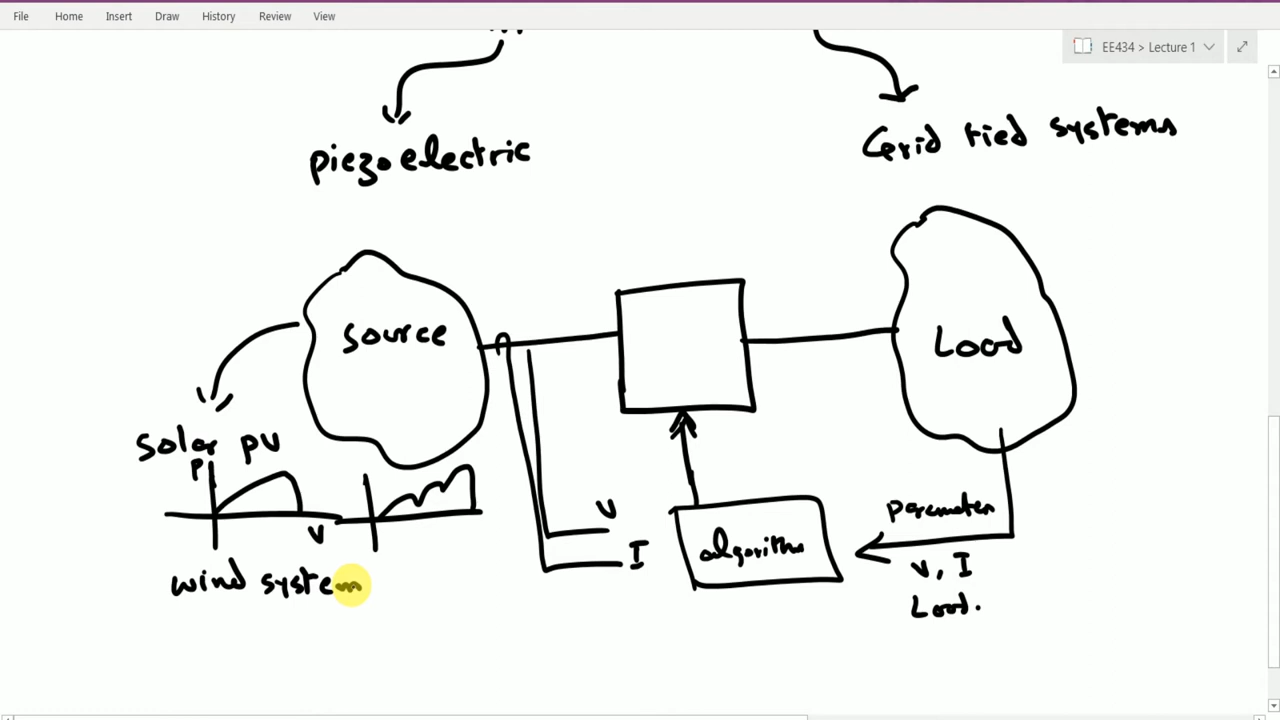 File Home Insert Draw History Review View
EE434 > Lecture 1
piezoelectric
Grid tied systems
source
Load
solar pv
P
V
wind system
V
I
algorithm
parameter
V, I
Load.